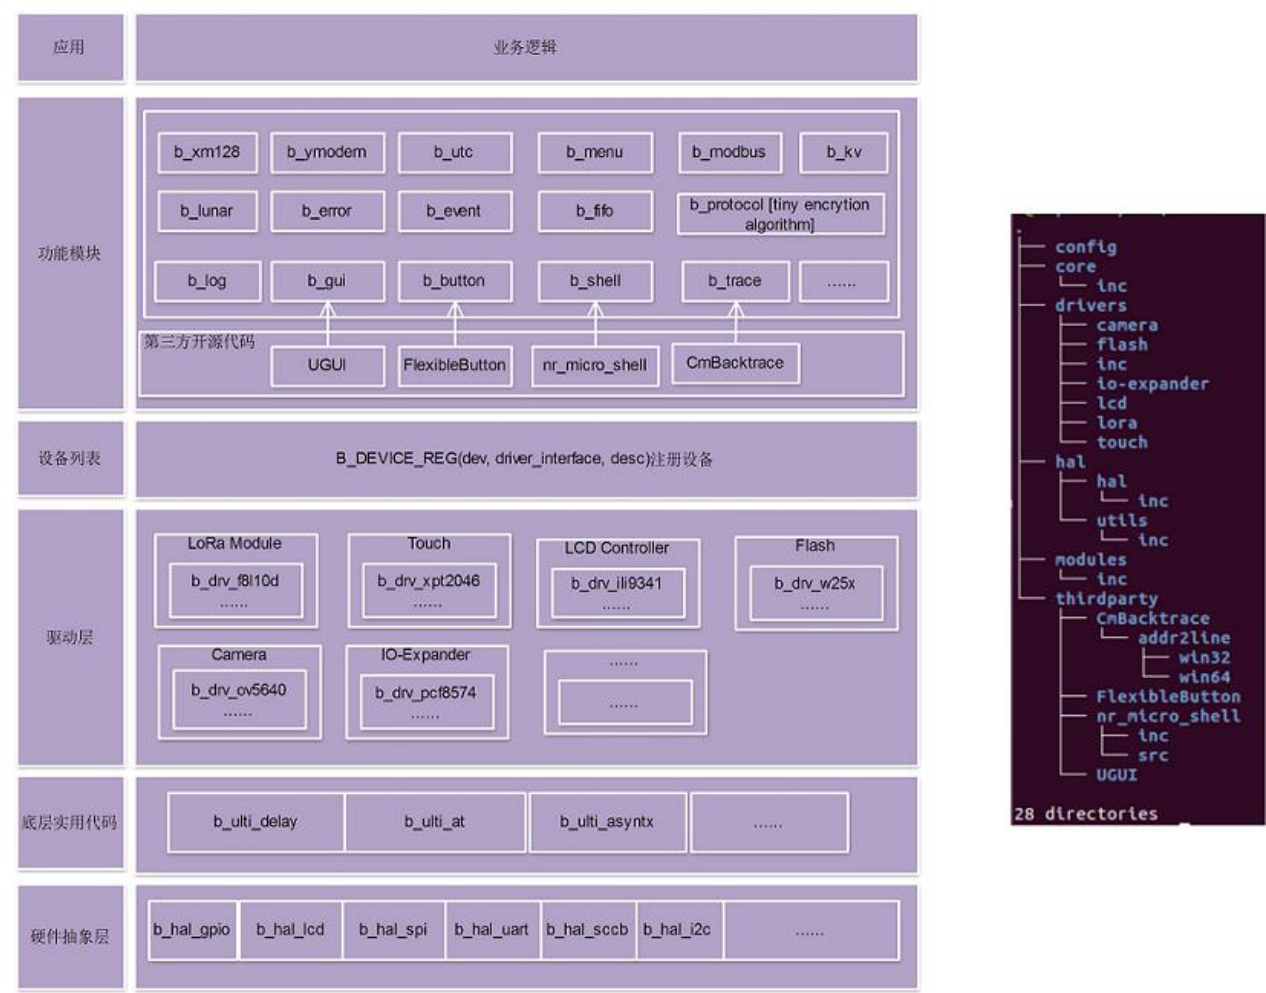 应用
业务逻辑
功能模块
b_xm128
b_ymodem
b_utc
b_menu
b_modbus
b_kv
b_lunar
b_error
b_event
b_fifo
b_protocol [tiny encrytion
algorithm]
b_log
b_gui
b_button
b_shell
b_trace
......
第三方开源代码
UGUI
FlexibleButton
nr_micro_shell
CmBacktrace
设备列表
B_DEVICE_REG(dev, driver_interface, desc)注册设备
驱动层
LoRa Module
b_drv_f8l10d
......
Touch
b_drv_xpt2046
......
LCD Controller
b_drv_ili9341
......
Flash
b_drv_w25x
......
Camera
b_drv_ov5640
......
IO-Expander
b_drv_pcf8574
......
......
......
底层实用代码
b_ulti_delay
b_ulti_at
b_ulti_asyntx
......
硬件抽象层
b_hal_gpio
b_hal_lcd
b_hal_spi
b_hal_uart
b_hal_sccb
b_hal_i2c
......
.
config
core
inc
drivers
camera
flash
inc
io-expander
lcd
lora
touch
hal
hal
inc
utils
inc
modules
inc
thirdparty
CmBacktrace
addr2line
win32
win64
FlexibleButton
nr_micro_shell
inc
src
UGUI
28 directories